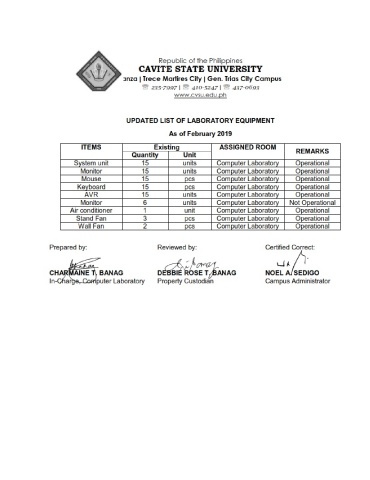 Republic of the Philippines
CAVITE STATE UNIVERSITY
anza | Trece Martires City | Gen. Trias City Campus
☏ 235-7997 | ☏ 410-5247 | ☏ 437-0693
www.cvsu.edu.ph
UPDATED LIST OF LABORATORY EQUIPMENT
As of February 2019
ITEMS Existing ASSIGNED ROOM REMARKS
Quantity Unit
System unit 15 units Computer Laboratory Operational
Monitor 15 units Computer Laboratory Operational
Mouse 15 pcs Computer Laboratory Operational
Keyboard 15 pcs Computer Laboratory Operational
AVR 15 units Computer Laboratory Operational
Monitor 6 units Computer Laboratory Not Operational
Air conditioner 1 unit Computer Laboratory Operational
Stand Fan 3 pcs Computer Laboratory Operational
Wall Fan 2 pcs Computer Laboratory Operational
Prepared by: Reviewed by: Certified Correct:
CHARMAINE T. BANAG DEBBIE ROSE T. BANAG NOEL A. SEDIGO
In-Charge, Computer Laboratory Property Custodian Campus Administrator